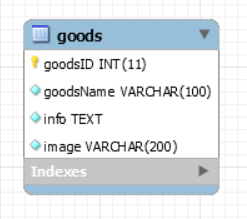 goods
goodsID INT(11)
goodsName VARCHAR(100)
info TEXT
image VARCHAR(200)
Indexes